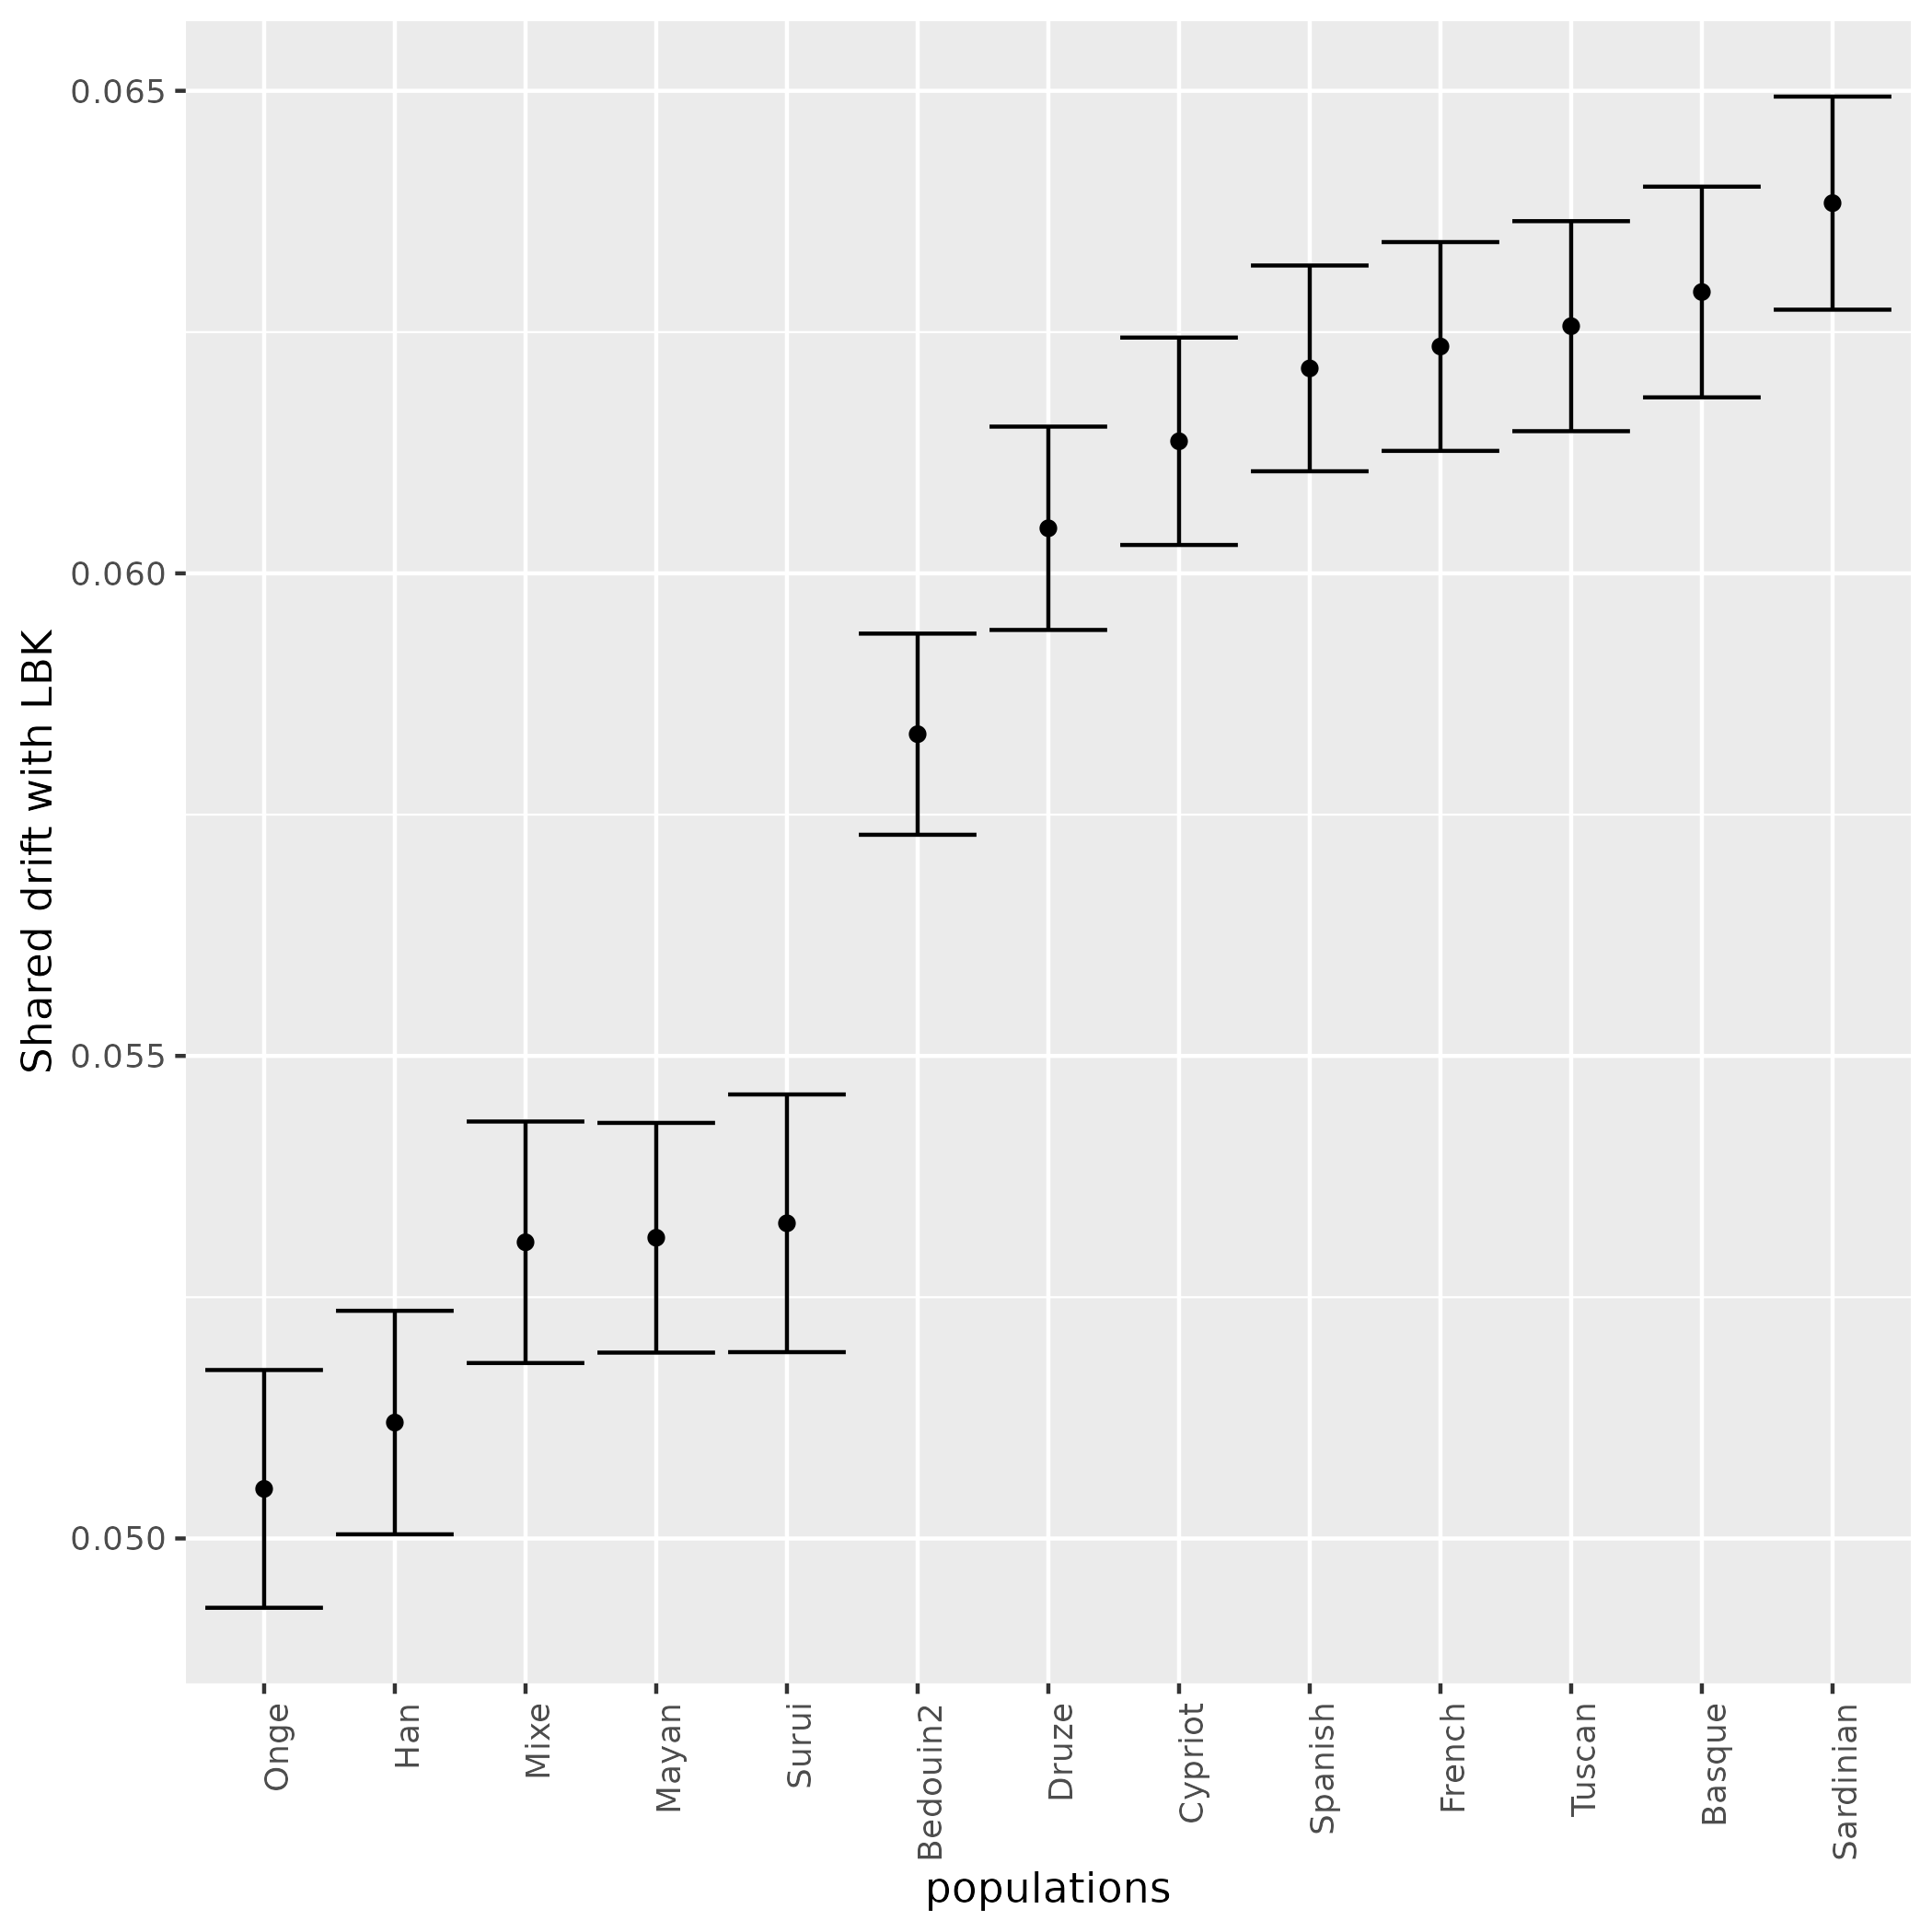 Shared drift with LBK
0.065
0.060
0.055
0.050
Onge
Han
Mixe
Mayan
Surui
Bedouin2
Druze
Cypriot
Spanish
French
Tuscan
Basque
Sardinian
populations